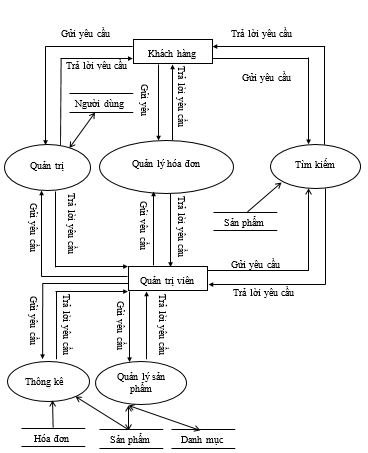 Gửi yêu cầu
Trả lời yêu cầu
Khách hàng
Trả lời yêu cầu
Gửi yêu cầu
Người dùng
Gửi yêu
Trả lời yêu cầu
Quản trị
Quản lý hóa đơn
Tìm kiếm
Gửi yêu cầu
Trả lời yêu cầu
Gửi yêu cầu
Trả lời yêu cầu
Sản phẩm
Quản trị viên
Gửi yêu cầu
Trả lời yêu cầu
Gửi yêu cầu
Trả lời yêu cầu
Gửi yêu cầu
Trả lời yêu cầu
Thống kê
Quản lý sản
phẩm
Hóa đơn
Sản phẩm
Danh mục